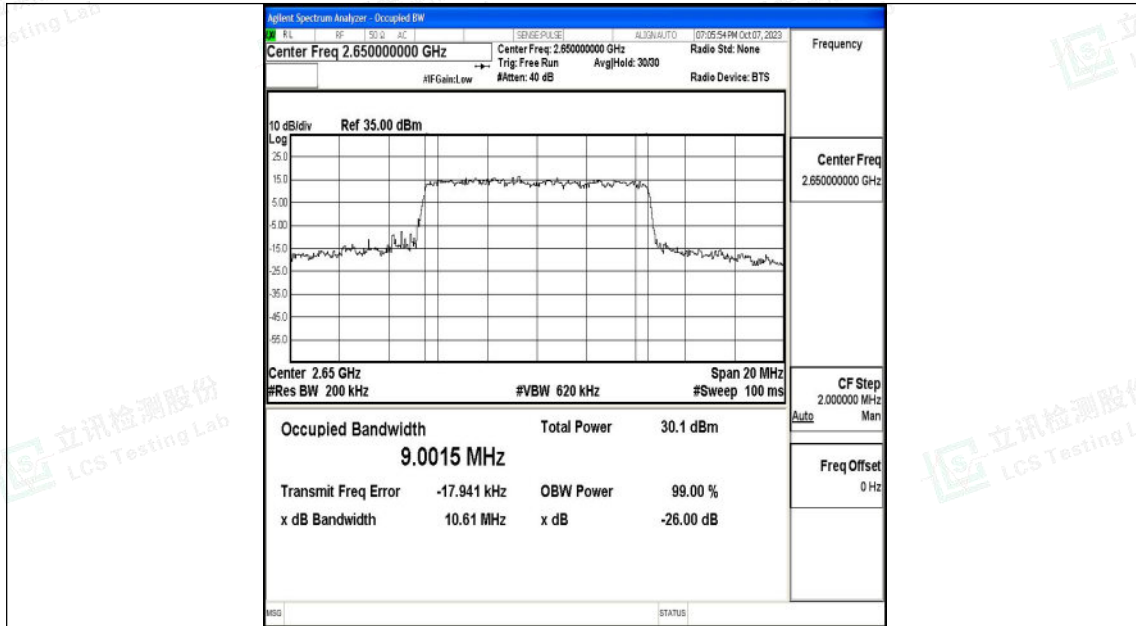 Agilent Spectrum Analyzer - Occupied BW
RL RF 50 Ω AC SENSE:PULSE ALIGNAUTO 07:05:54 PM Oct 07, 2023
Center Freq 2.650000000 GHz
Center Freq: 2.650000000 GHz
Radio Std: None
Trig: Free Run Avg|Hold: 30/30
#IFGain:Low #Atten: 40 dB
Radio Device: BTS
Frequency
10 dB/div Ref 35.00 dBm
Log
25.0
15.0
5.00
-5.00
-15.0
-25.0
-35.0
-45.0
-55.0
Center 2.65 GHz Span 20 MHz
#Res BW 200 kHz #VBW 620 kHz #Sweep 100 ms
Occupied Bandwidth Total Power 30.1 dBm
9.0015 MHz
Transmit Freq Error -17.941 kHz OBW Power 99.00 %
x dB Bandwidth 10.61 MHz x dB -26.00 dB
Center Freq
2.650000000 GHz
CF Step
2.000000 MHz
Auto Man
Freq Offset
0 Hz
MSG STATUS
立讯检测股份
LCS Testing Lab
立讯检测股份
LCS Testing L
sting Lab